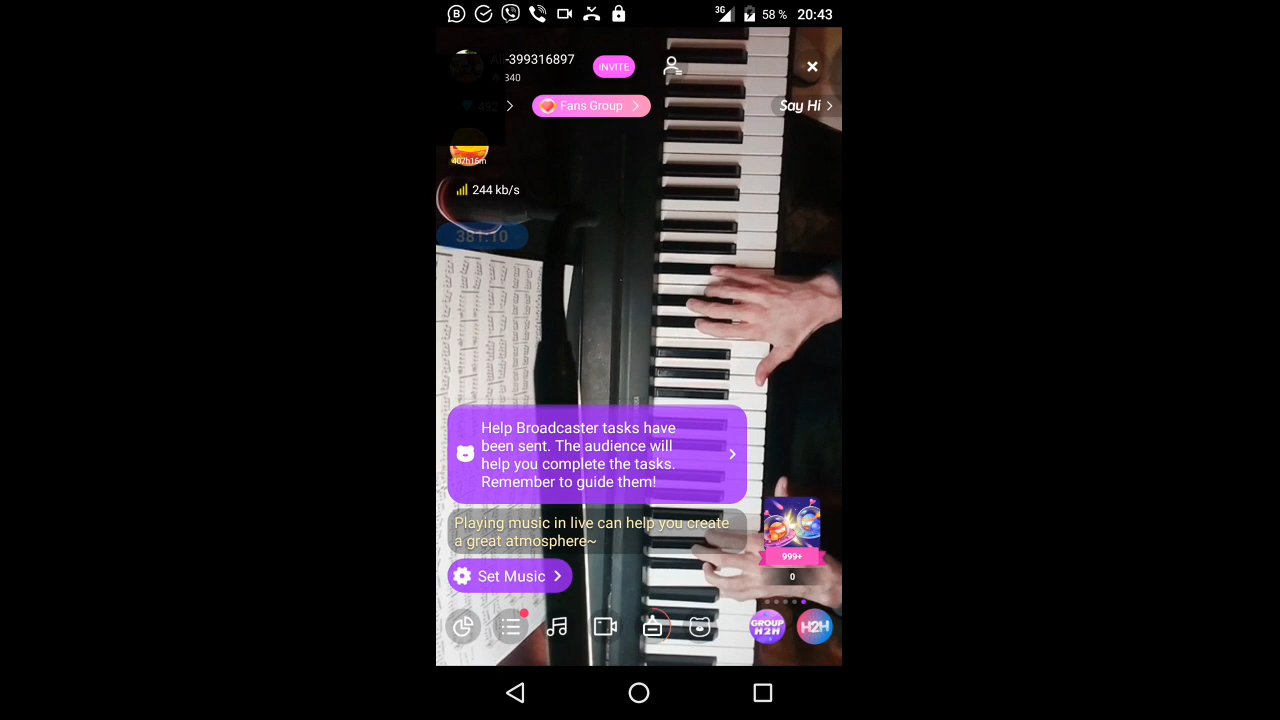 3G 58 % 20:43
-399316897
INVITE
340
492
Fans Group
Say Hi
407h16m
244 kb/s
381.10
Help Broadcaster tasks have
been sent. The audience will
help you complete the tasks.
Remember to guide them!
Playing music in live can help you create
a great atmosphere~
999+
0
Set Music
GROUP
H2H
H2H